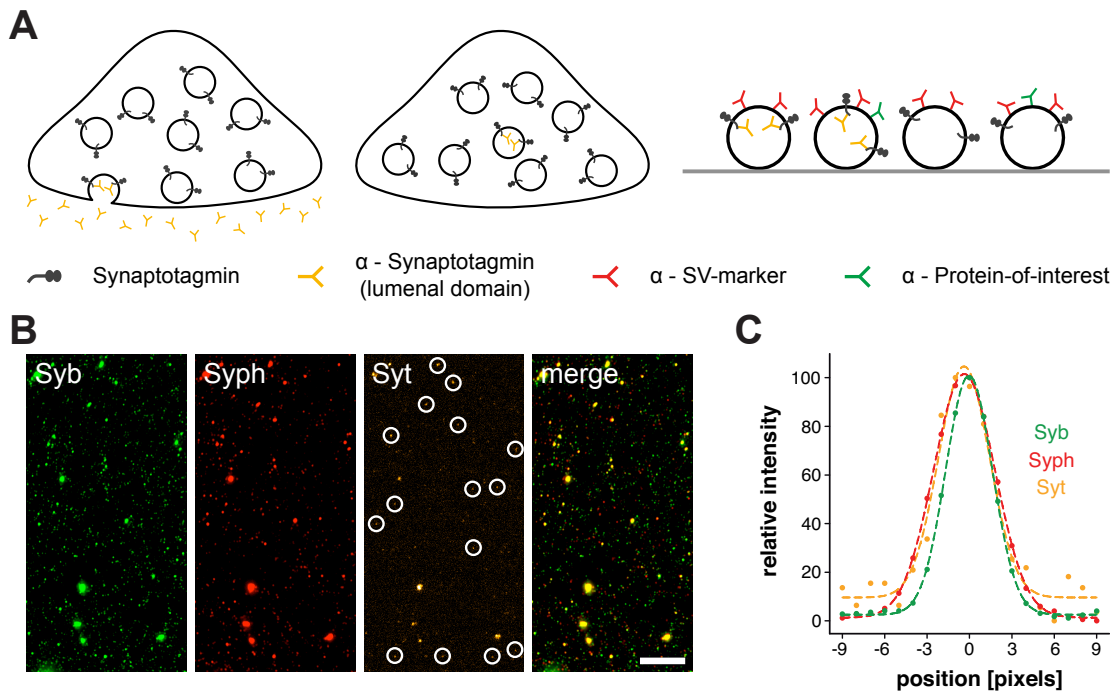 A
Synaptotagmin
α - Synaptotagmin
(lumenal domain)
α - SV-marker
α - Protein-of-interest
B
Syb
Syph
Syt
merge
C
relative intensity
100
80
60
40
20
0
Syb
Syph
Syt
-9
-6
-3
0
3
6
9
position [pixels]